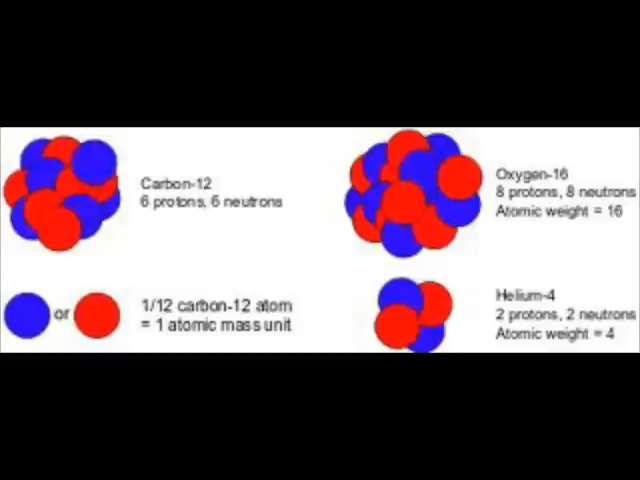 Carbon-12
6 protons, 6 neutrons
Oxygen-16
8 protons, 8 neutrons
Atomic weight = 16
or
1/12 carbon-12 atom
= 1 atomic mass unit
Helium-4
2 protons, 2 neutrons
Atomic weight = 4